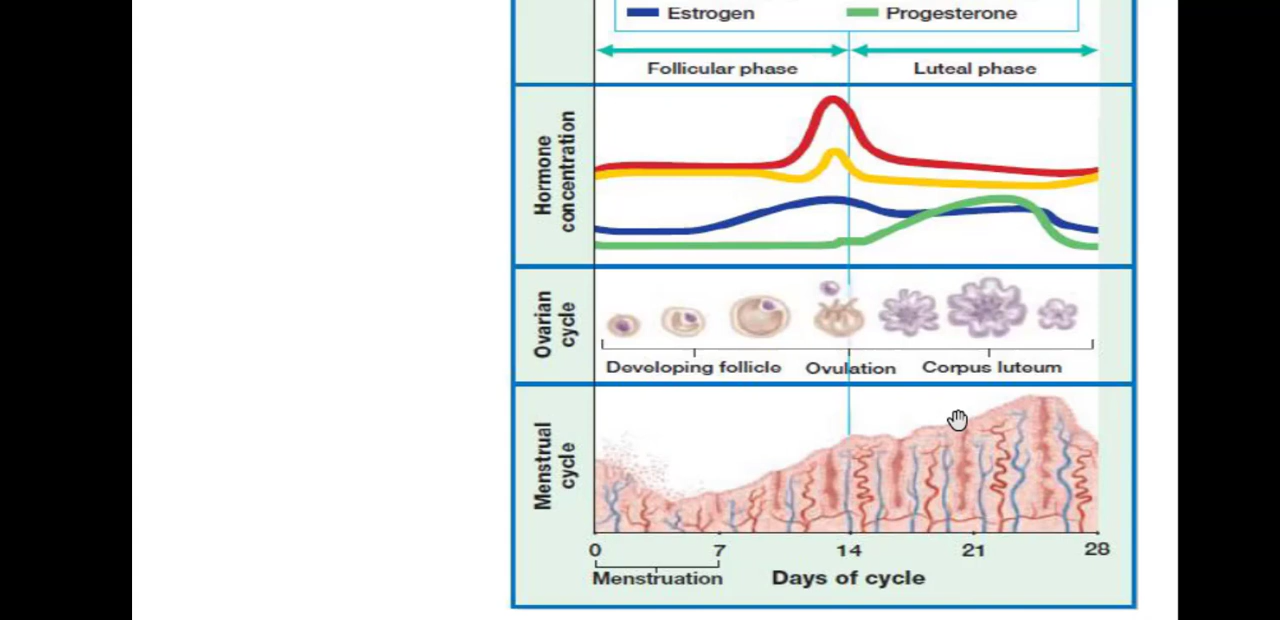 Estrogen Progesterone
Follicular phase Luteal phase
Hormone
concentration
Ovarian
cycle
Developing follicle Ovulation Corpus luteum
Menstrual
cycle
0 7 14 21 28
Menstruation Days of cycle